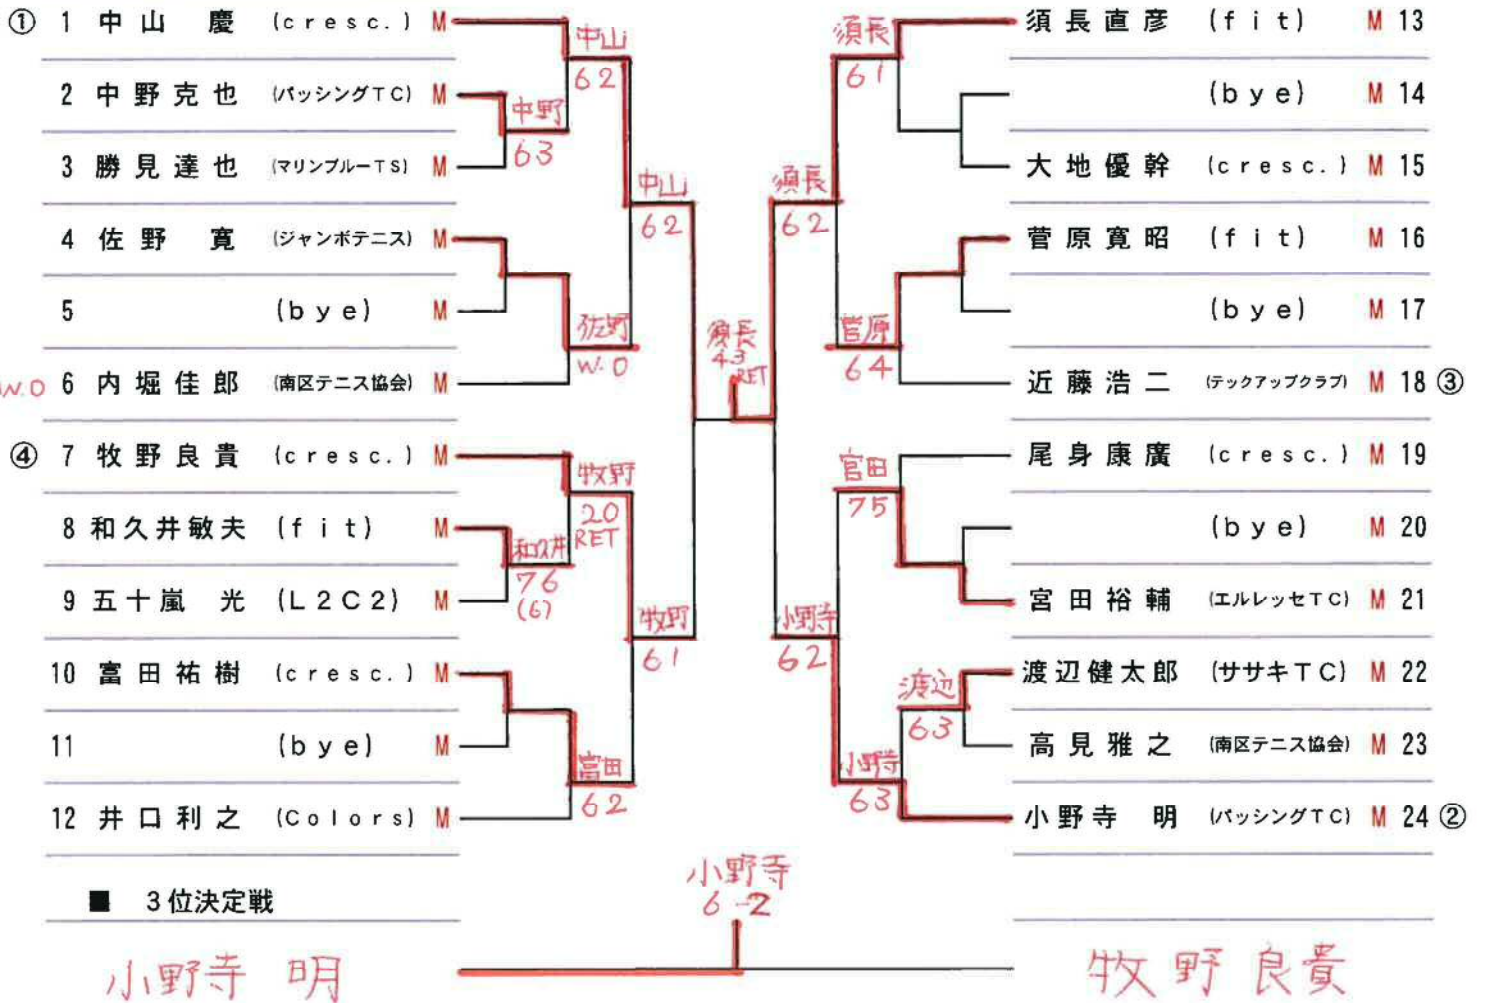 ① 1 中山 慶 (cresc.) M
2 中野克也 (パッシングTC) M
3 勝見達也 (マリンブルーTS) M
4 佐野 寛 (ジャンボテニス) M
5 (bye) M
W.O 6 内堀佳郎 (南区テニス協会) M
④ 7 牧野良貴 (cresc.) M
8 和久井敏夫 (fit) M
9 五十嵐 光 (L2C2) M
10 富田祐樹 (cresc.) M
11 (bye) M
12 井口利之 (Colors) M
中山
62
中野
63
中山
62
佐野
W.O
牧野
20
RET
和久井
76
(6)
牧野
61
富田
62
須長
43
RET
須長
61
須長
62
菅原
64
宮田
75
小野寺
62
渡辺
63
小野寺
63
須長直彦 (fit) M 13
(bye) M 14
大地優幹 (cresc.) M 15
菅原寛昭 (fit) M 16
(bye) M 17
近藤浩二 (テックアップクラブ) M 18 ③
尾身康廣 (cresc.) M 19
(bye) M 20
宮田裕輔 (エルレッセTC) M 21
渡辺健太郎 (ササキTC) M 22
高見雅之 (南区テニス協会) M 23
小野寺 明 (パッシングTC) M 24 ②
■ 3位決定戦
小野寺
6-2
小野寺 明
牧野良貴